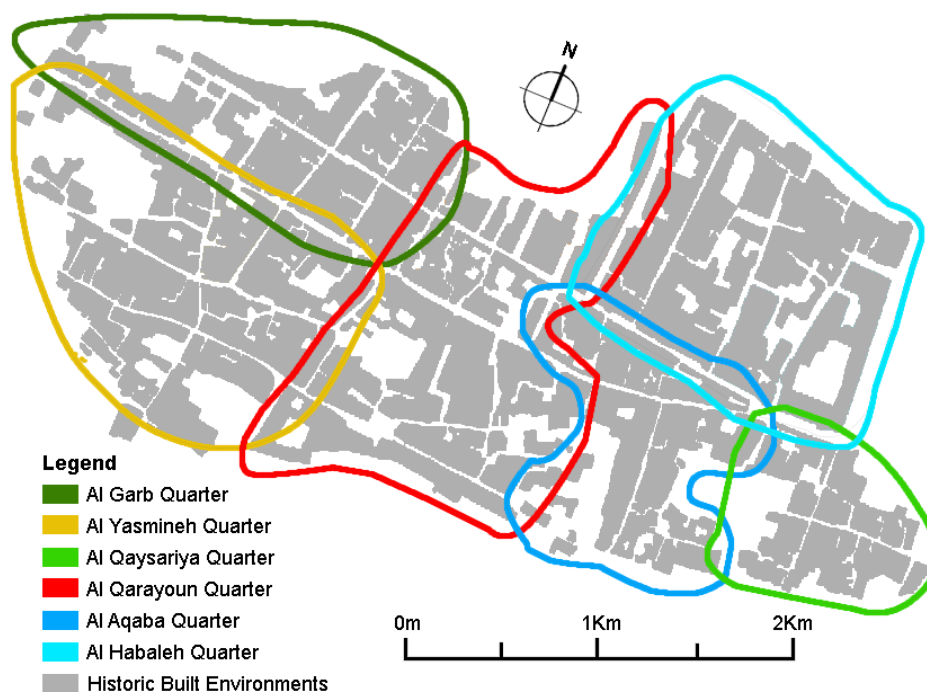 N
Legend
Al Garb Quarter
Al Yasmineh Quarter
Al Qaysariya Quarter
Al Qarayoun Quarter
Al Aqaba Quarter
Al Habaleh Quarter
Historic Built Environments
0m 1Km 2Km